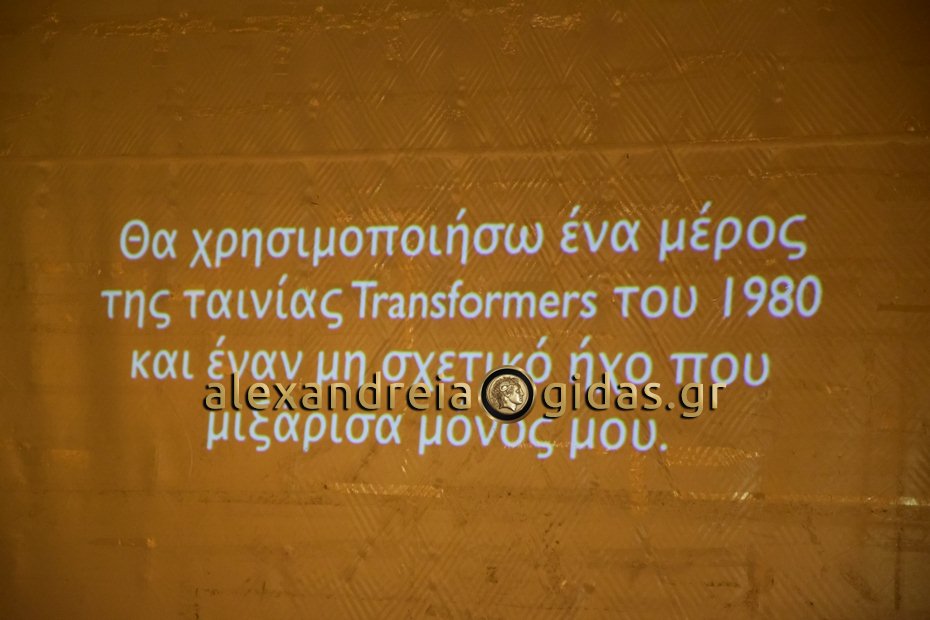 Θα χρησιμοποιήσω ένα μέρος
της ταινίας Transformers του 1980
και έναν μη σχετικό ήχο που
alexandreia gidas.gr
μιξάρισα μόνος μου.